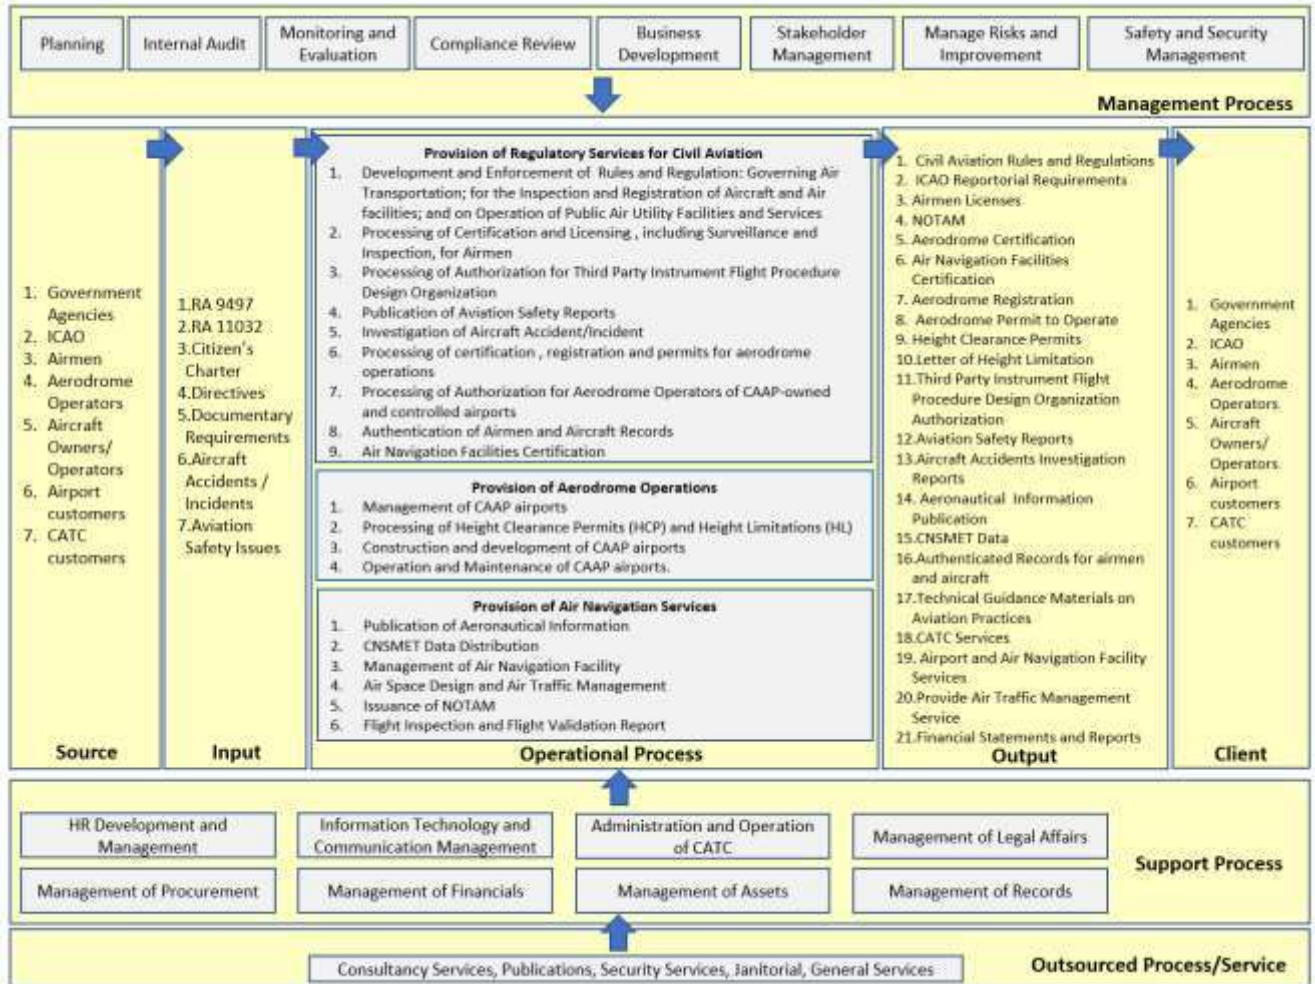 Planning
Internal Audit
Monitoring and
Evaluation
Compliance Review
Business
Development
Stakeholder
Management
Manage Risks and
Improvement
Safety and Security
Management
Management Process
1. Government
Agencies
2. ICAO
3. Airmen
4. Aerodrome
Operators
5. Aircraft
Owners/
Operators
6. Airport
customers
7. CATC
customers
Source
1.RA 9497
2.RA 11032
3.Citizen's
Charter
4.Directives
5.Documentary
Requirements
6.Aircraft
Accidents /
Incidents
7.Aviation
Safety Issues
Input
Provision of Regulatory Services for Civil Aviation
1. Development and Enforcement of Rules and Regulation: Governing Air
Transportation; for the Inspection and Registration of Aircraft and Air
facilities; and on Operation of Public Air Utility Facilities and Services
2. Processing of Certification and Licensing , including Surveillance and
Inspection, for Airmen
3. Processing of Authorization for Third Party Instrument Flight Procedure
Design Organization
4. Publication of Aviation Safety Reports
5. Investigation of Aircraft Accident/Incident
6. Processing of certification , registration and permits for aerodrome
operations
7. Processing of Authorization for Aerodrome Operators of CAAP-owned
and controlled airports
8. Authentication of Airmen and Aircraft Records
9. Air Navigation Facilities Certification
Provision of Aerodrome Operations
1. Management of CAAP airports
2. Processing of Height Clearance Permits (HCP) and Height Limitations (HL)
3. Construction and development of CAAP airports
4. Operation and Maintenance of CAAP airports.
Provision of Air Navigation Services
1. Publication of Aeronautical Information
2. CNSMET Data Distribution
3. Management of Air Navigation Facility
4. Air Space Design and Air Traffic Management
5. Issuance of NOTAM
6. Flight Inspection and Flight Validation Report
Operational Process
1. Civil Aviation Rules and Regulations
2. ICAO Reportorial Requirements
3. Airmen Licenses
4. NOTAM
5. Aerodrome Certification
6. Air Navigation Facilities
Certification
7. Aerodrome Registration
8. Aerodrome Permit to Operate
9. Height Clearance Permits
10.Letter of Height Limitation
11.Third Party Instrument Flight
Procedure Design Organization
Authorization
12.Aviation Safety Reports
13.Aircraft Accidents Investigation
Reports
14. Aeronautical Information
Publication
15.CNSMET Data
16.Authenticated Records for airmen
and aircraft
17.Technical Guidance Materials on
Aviation Practices
18.CATC Services
19. Airport and Air Navigation Facility
Services
20.Provide Air Traffic Management
Service
21.Financial Statements and Reports
Output
1. Government
Agencies
2. ICAO
3. Airmen
4. Aerodrome
Operators.
5. Aircraft
Owners/
Operators.
6. Airport
customers
7. CATC
customers
Client
HR Development and
Management
Information Technology and
Communication Management
Administration and Operation
of CATC
Management of Legal Affairs
Management of Procurement
Management of Financials
Management of Assets
Management of Records
Support Process
Consultancy Services, Publications, Security Services, Janitorial, General Services
Outsourced Process/Service